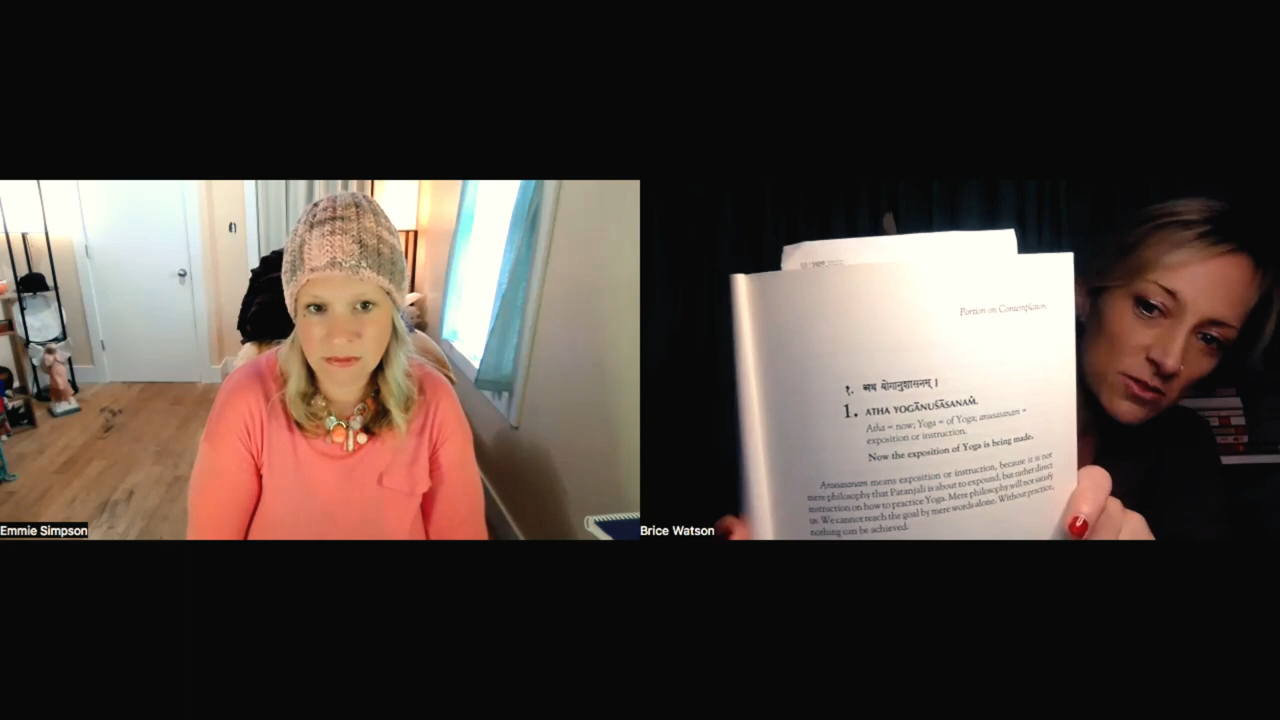 Portion on Contemplation
१. अथ योगानुशासनम् ।
1. ATHA YOGĀNUŚĀSANAṀ.
Atha = now; Yoga = of Yoga; anusasanam =
exposition or instruction.
Now the exposition of Yoga is being made.
Anusasanam means exposition or instruction, because it is not
mere philosophy that Patanjali is about to expound, but rather direct
instruction on how to practice Yoga. Mere philosophy will not satisfy
us. We cannot reach the goal by mere words alone. Without practice,
nothing can be achieved.
Emmie Simpson
Brice Watson